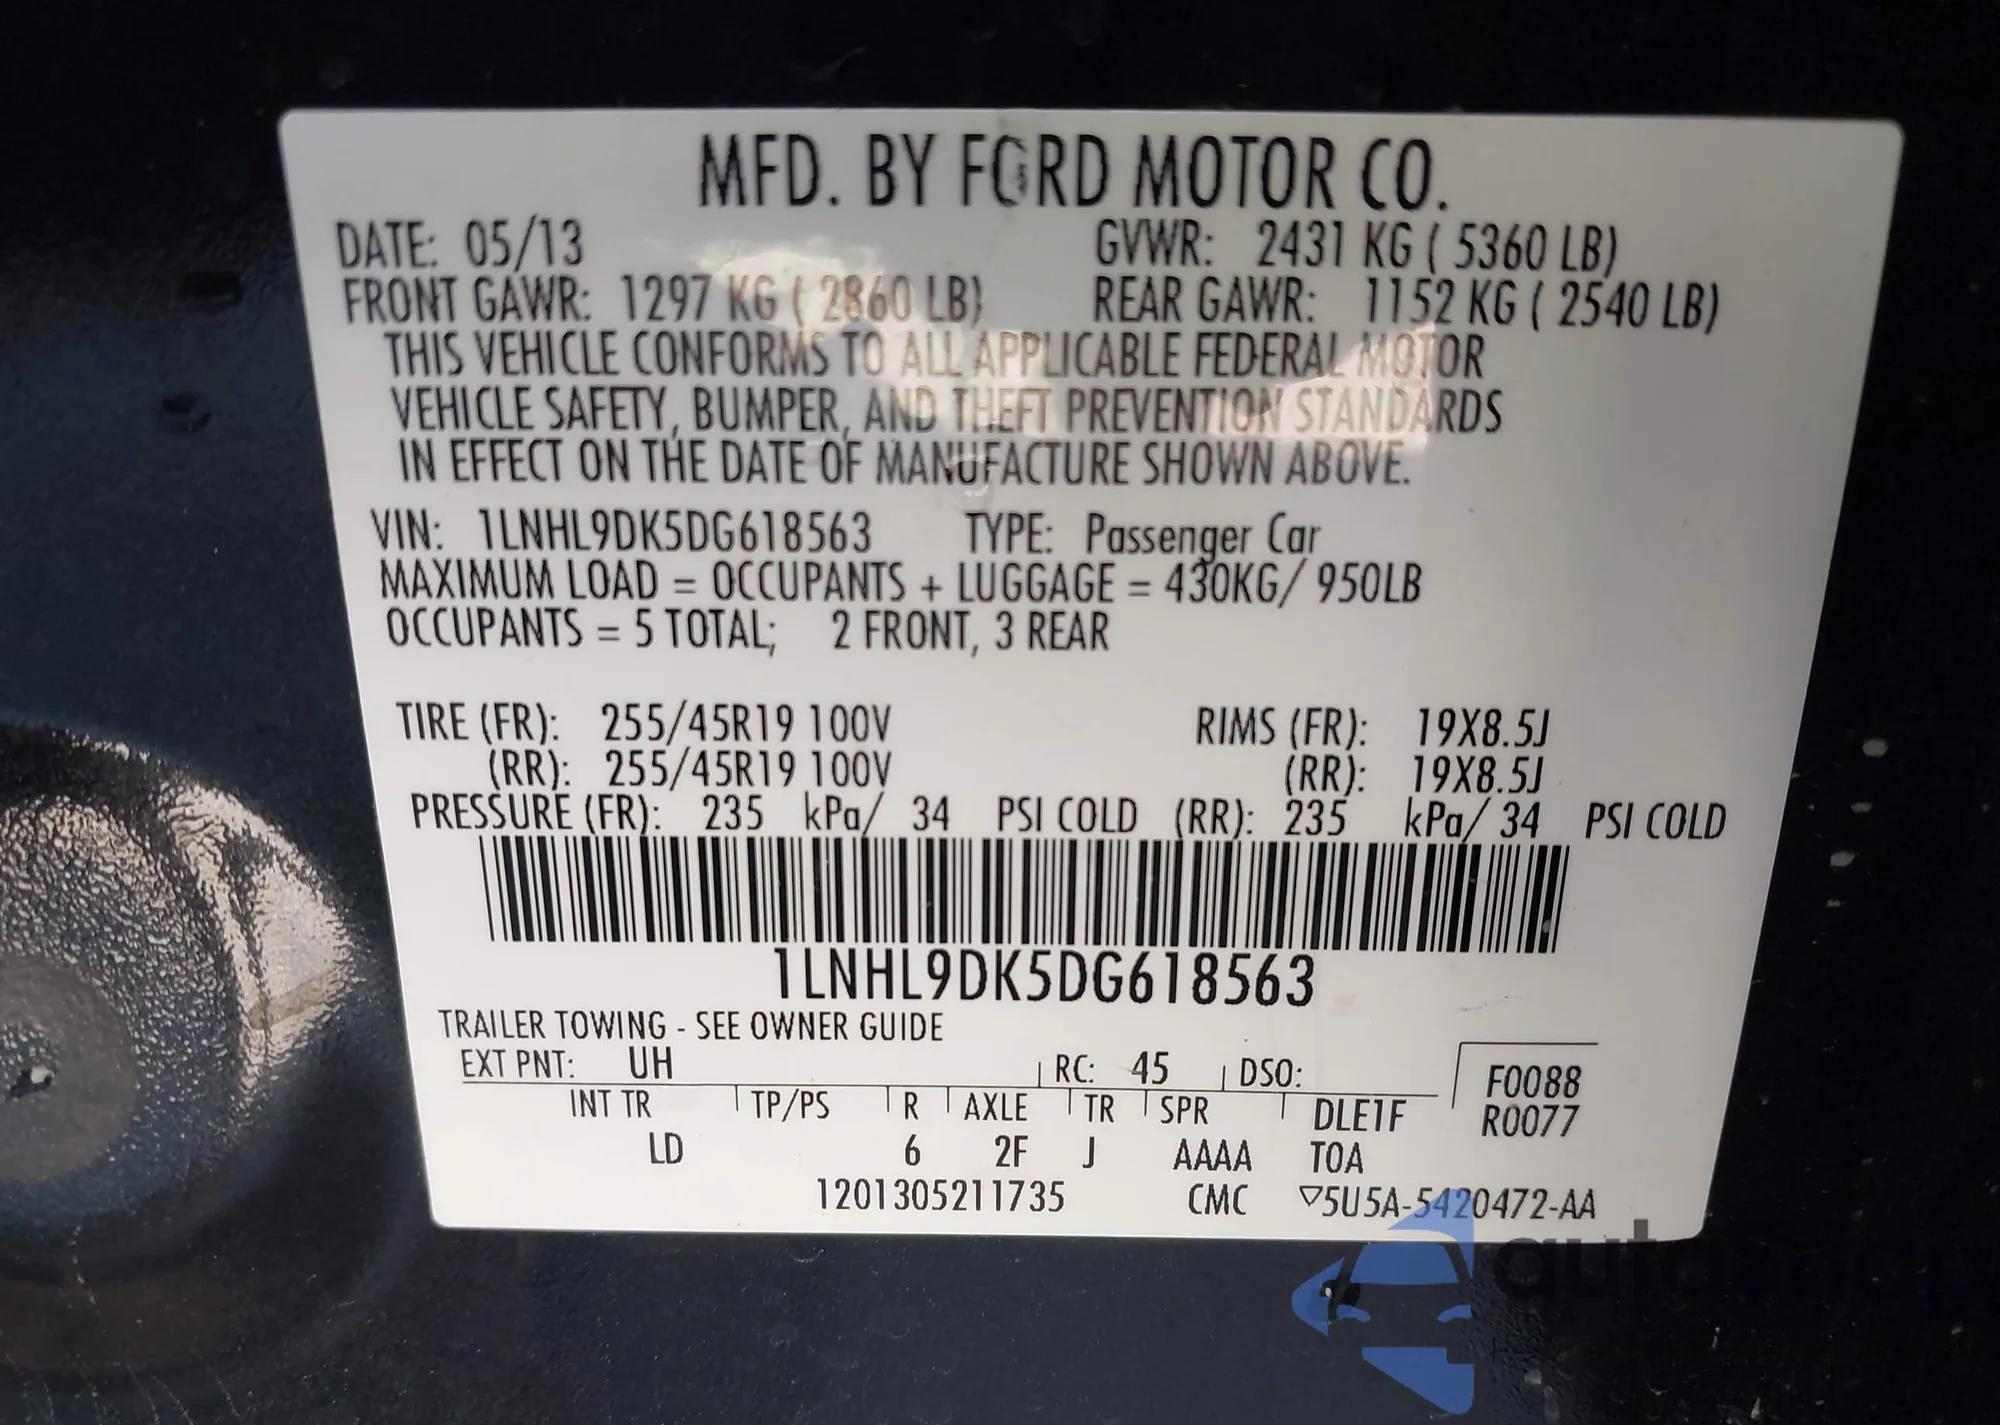 MFD. BY FORD MOTOR CO.
DATE: 05/13 GVWR: 2431 KG ( 5360 LB)
FRONT GAWR: 1297 KG ( 2860 LB) REAR GAWR: 1152 KG ( 2540 LB)
THIS VEHICLE CONFORMS TO ALL APPLICABLE FEDERAL MOTOR
VEHICLE SAFETY, BUMPER, AND THEFT PREVENTION STANDARDS
IN EFFECT ON THE DATE OF MANUFACTURE SHOWN ABOVE.
VIN: 1LNHL9DK5DG618563 TYPE: Passenger Car
MAXIMUM LOAD = OCCUPANTS + LUGGAGE = 430KG/ 950LB
OCCUPANTS = 5 TOTAL; 2 FRONT, 3 REAR
TIRE (FR): 255/45R19 100V RIMS (FR): 19X8.5J
(RR): 255/45R19 100V (RR): 19X8.5J
PRESSURE (FR): 235 kPa/ 34 PSI COLD (RR): 235 kPa/ 34 PSI COLD
1LNHL9DK5DG618563
TRAILER TOWING - SEE OWNER GUIDE
EXT PNT: UH RC: 45 DSO: F0088
INT TR TP/PS R AXLE TR SPR DLE1F R0077
LD 6 2F J AAAA TOA
1201305211735 CMC ▽5U5A-5420472-AA